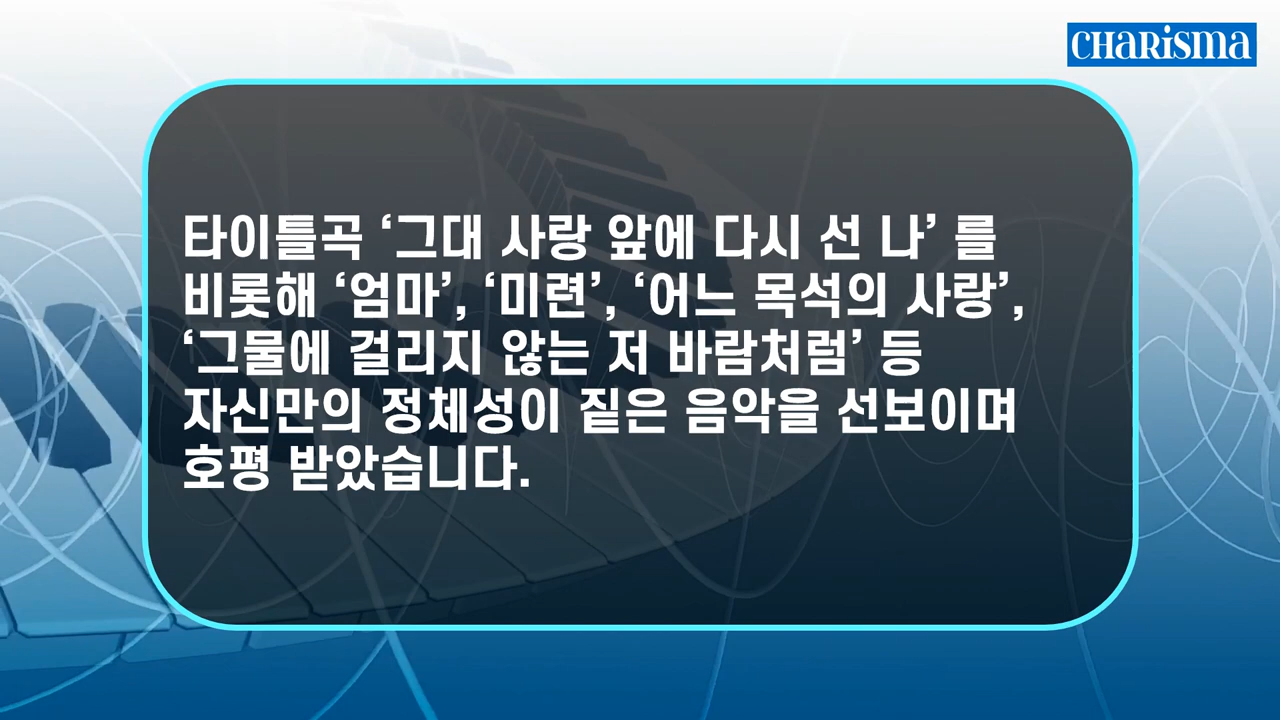 CHARISMA
타이틀곡 ‘그대 사랑 앞에 다시 선 나’ 를
비롯해 ‘엄마’, ‘미련’, ‘어느 목석의 사랑’,
‘그물에 걸리지 않는 저 바람처럼’ 등
자신만의 정체성이 짙은 음악을 선보이며
호평 받았습니다.